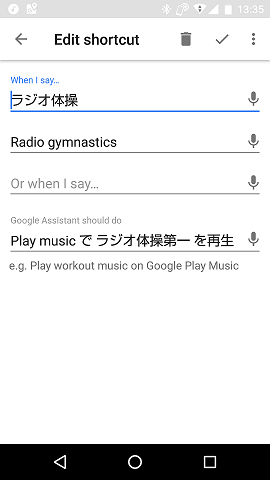 13:35
Edit shortcut
When I say...
ラジオ体操
Radio gymnastics
Or when I say...
Google Assistant should do
Play music で ラジオ体操第一 を再生
e.g. Play workout music on Google Play Music